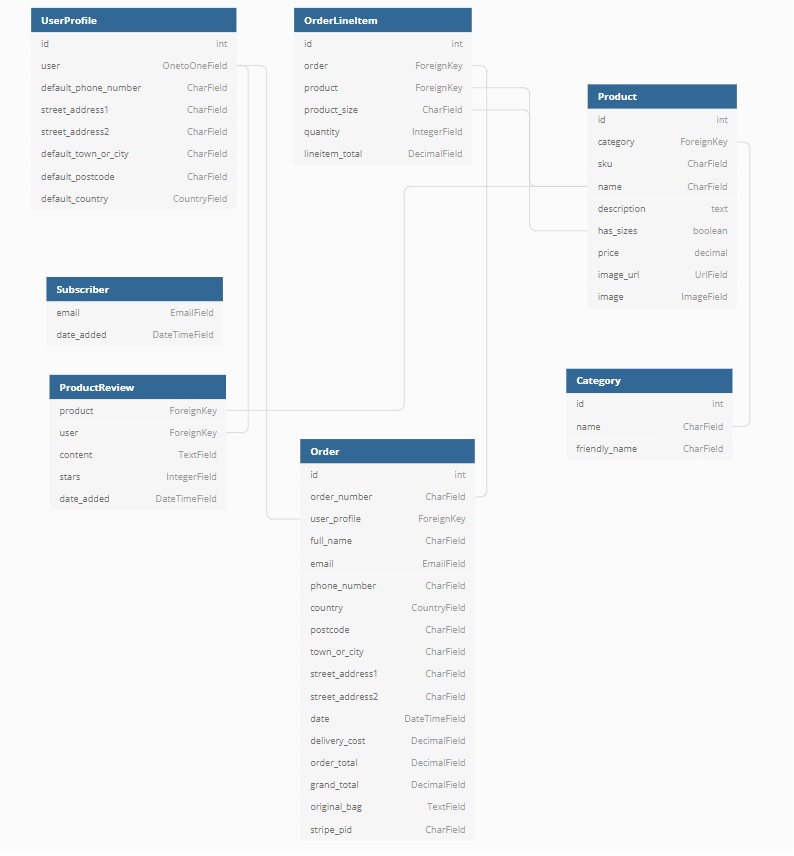 UserProfile
id int
user OnetoOneField
default_phone_number CharField
street_address1 CharField
street_address2 CharField
default_town_or_city CharField
default_postcode CharField
default_country CountryField
OrderLineItem
id int
order ForeignKey
product ForeignKey
product_size CharField
quantity IntegerField
lineitem_total DecimalField
Product
id int
category ForeignKey
sku CharField
name CharField
description text
has_sizes boolean
price decimal
image_url UrlField
image ImageField
Subscriber
email EmailField
date_added DateTimeField
ProductReview
product ForeignKey
user ForeignKey
content TextField
stars IntegerField
date_added DateTimeField
Category
id int
name CharField
friendly_name CharField
Order
id int
order_number CharField
user_profile ForeignKey
full_name CharField
email EmailField
phone_number CharField
country CountryField
postcode CharField
town_or_city CharField
street_address1 CharField
street_address2 CharField
date DateTimeField
delivery_cost DecimalField
order_total DecimalField
grand_total DecimalField
original_bag TextField
stripe_pid CharField